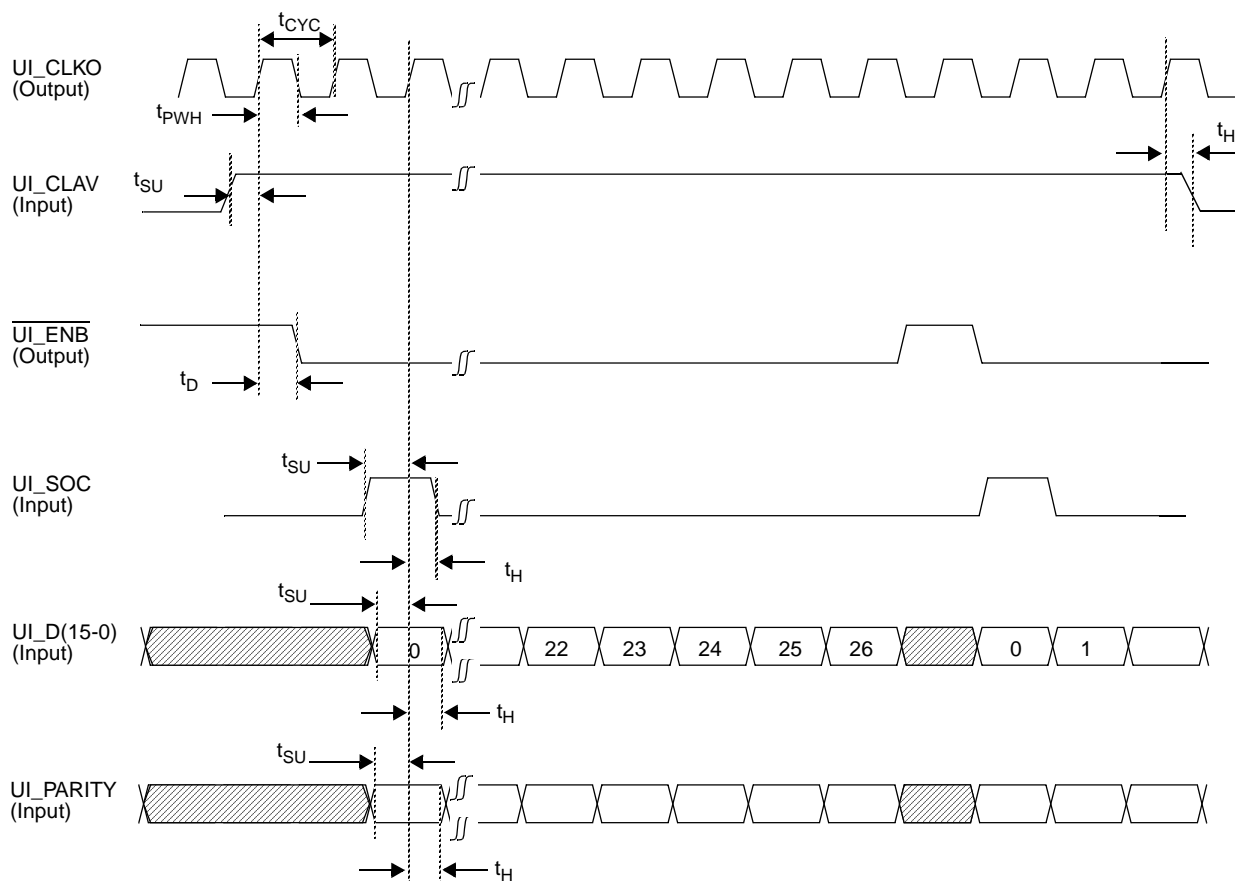 tCYC
UI_CLKO
(Output)
tPWH
tH
UI_CLAV
(Input)
tSU
UI_ENB
(Output)
tD
tSU
UI_SOC
(Input)
tH
tSU
UI_D(15-0)
(Input)
0 22 23 24 25 26 0 1
tH
tSU
UI_PARITY
(Input)
tH